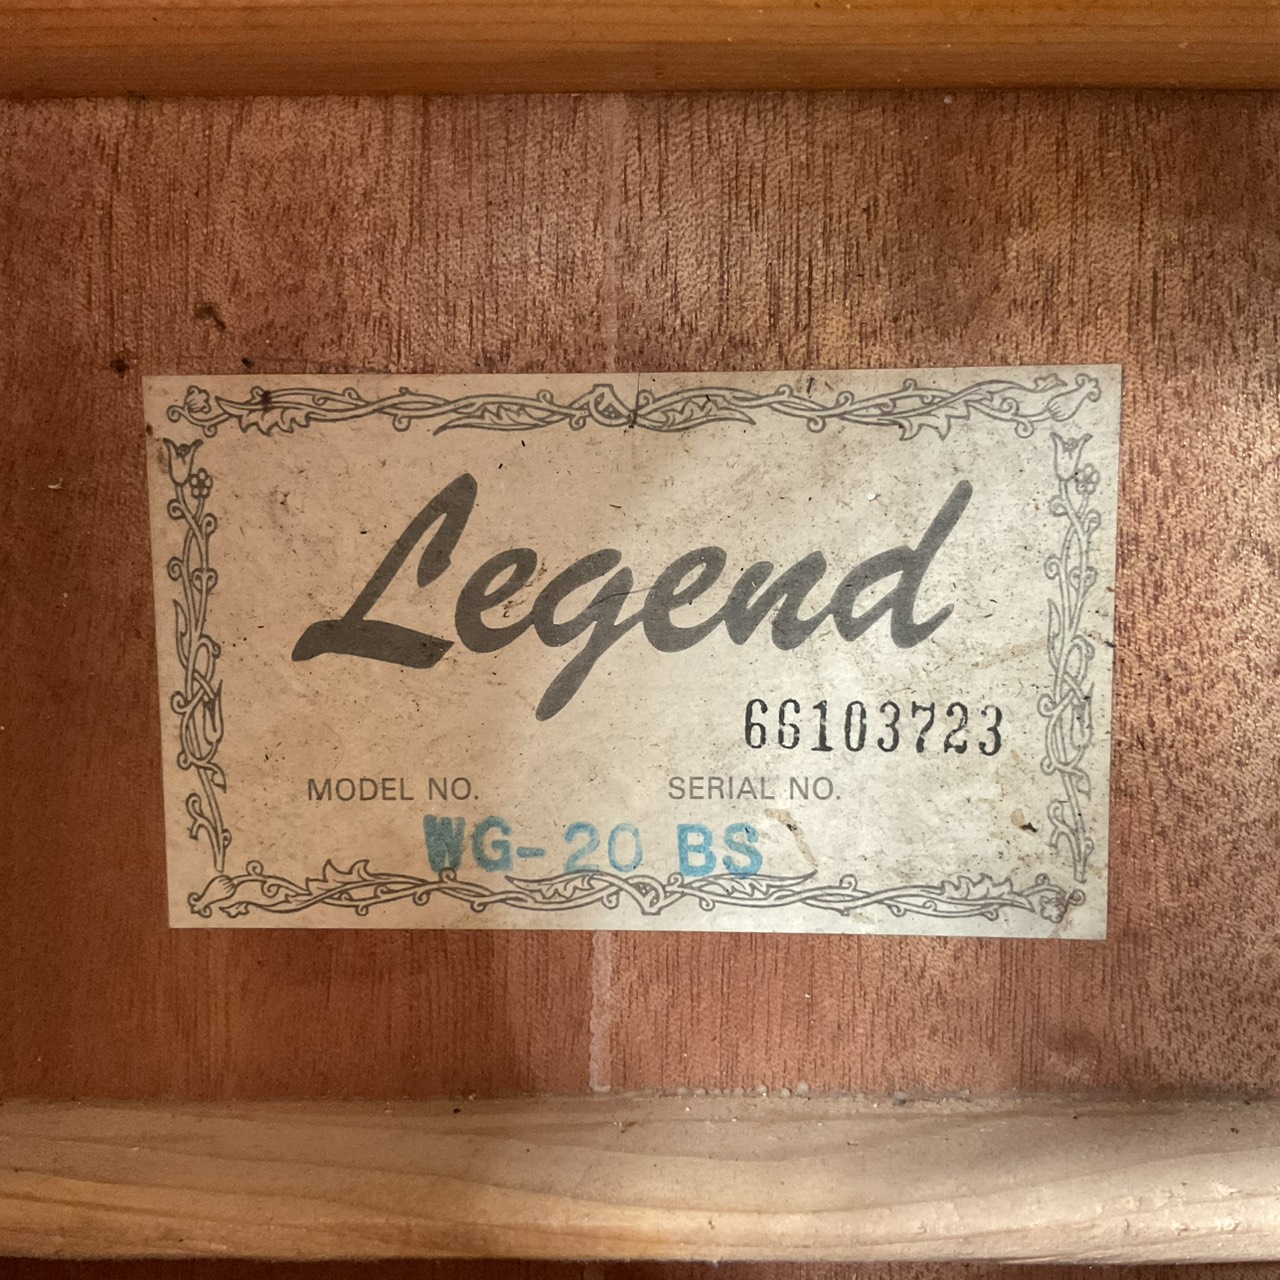 Legend
66103723
MODEL NO. SERIAL NO.
WG-20 BS